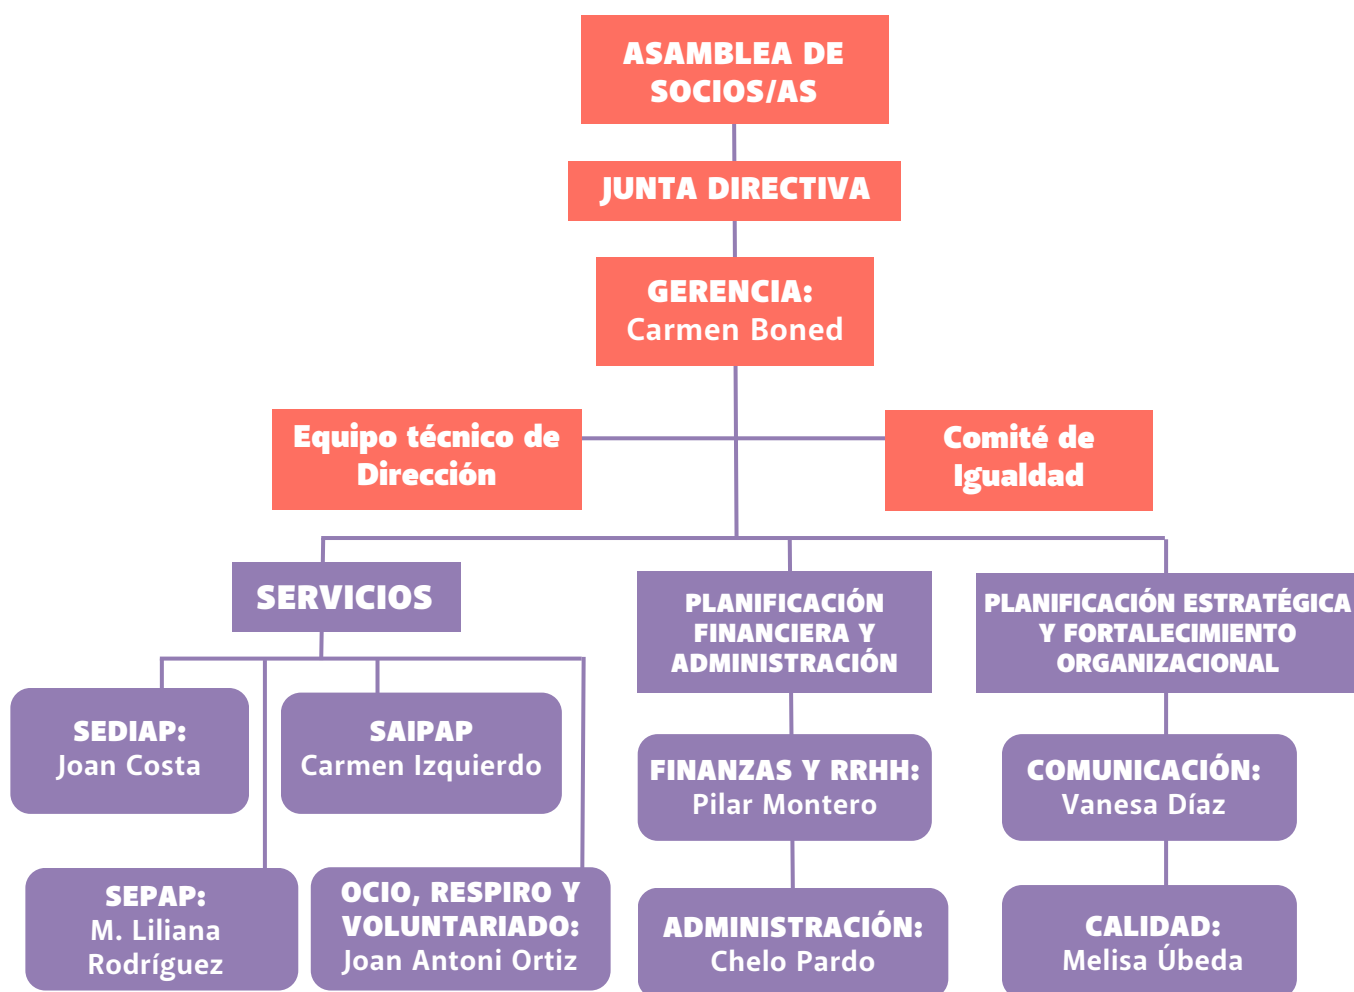 ASAMBLEA DE
SOCIOS/AS
JUNTA DIRECTIVA
GERENCIA:
Carmen Boned
Equipo técnico de
Dirección
Comité de
Igualdad
SERVICIOS
PLANIFICACIÓN
FINANCIERA Y
ADMINISTRACIÓN
PLANIFICACIÓN ESTRATÉGICA
Y FORTALECIMIENTO
ORGANIZACIONAL
SEDIAP:
Joan Costa
SAIPAP
Carmen Izquierdo
FINANZAS Y RRHH:
Pilar Montero
COMUNICACIÓN:
Vanesa Díaz
SEPAP:
M. Liliana
Rodríguez
OCIO, RESPIRO Y
VOLUNTARIADO:
Joan Antoni Ortiz
ADMINISTRACIÓN:
Chelo Pardo
CALIDAD:
Melisa Úbeda